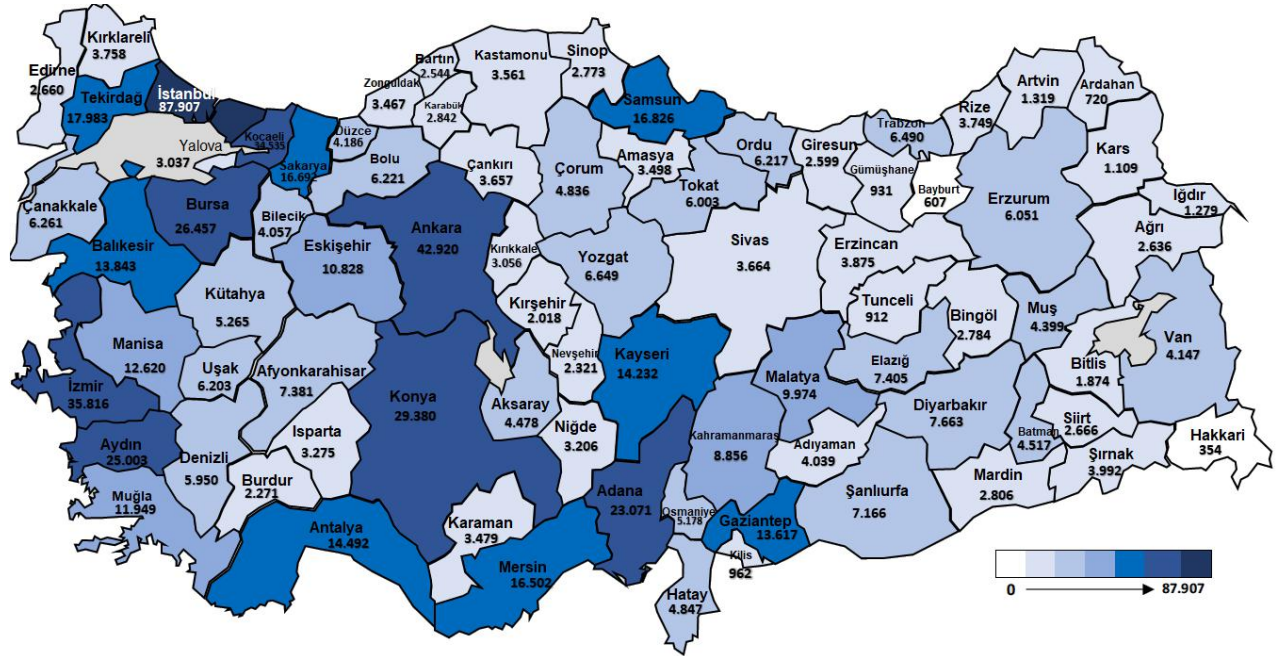 Kırklareli
3.758
Edirne
2.660
Tekirdağ
17.983
İstanbul
87.907
Yalova
3.037
Kocaeli
34.535
Sakarya
16.692
Düzce
4.186
Zonguldak
3.467
Bartın
2.544
Karabük
2.842
Kastamonu
3.561
Sinop
2.773
Samsun
16.826
Bolu
6.221
Çankırı
3.657
Çorum
4.836
Amasya
3.498
Tokat
6.003
Ordu
6.217
Giresun
2.599
Gümüşhane
931
Trabzon
6.490
Rize
3.749
Artvin
1.319
Ardahan
720
Kars
1.109
Iğdır
1.279
Bayburt
607
Erzurum
6.051
Ağrı
2.636
Çanakkale
6.261
Balıkesir
13.843
Bursa
26.457
Bilecik
4.057
Eskişehir
10.828
Ankara
42.920
Kırıkkale
3.056
Yozgat
6.649
Sivas
3.664
Erzincan
3.875
Tunceli
912
Bingöl
2.784
Muş
4.399
Bitlis
1.874
Van
4.147
Kütahya
5.265
Manisa
12.620
Uşak
6.203
Afyonkarahisar
7.381
Kırşehir
2.018
Nevşehir
2.321
Kayseri
14.232
Malatya
9.974
Elazığ
7.405
Diyarbakır
7.663
Batman
4.517
Siirt
2.666
Şırnak
3.992
Hakkari
354
İzmir
35.816
Aydın
25.003
Denizli
5.950
Muğla
11.949
Burdur
2.271
Isparta
3.275
Konya
29.380
Aksaray
4.478
Niğde
3.206
Kahramanmaraş
8.856
Adıyaman
4.039
Şanlıurfa
7.166
Mardin
2.806
Antalya
14.492
Karaman
3.479
Mersin
16.502
Adana
23.071
Osmaniye
5.178
Gaziantep
13.617
Kilis
962
Hatay
4.847
0
87.907